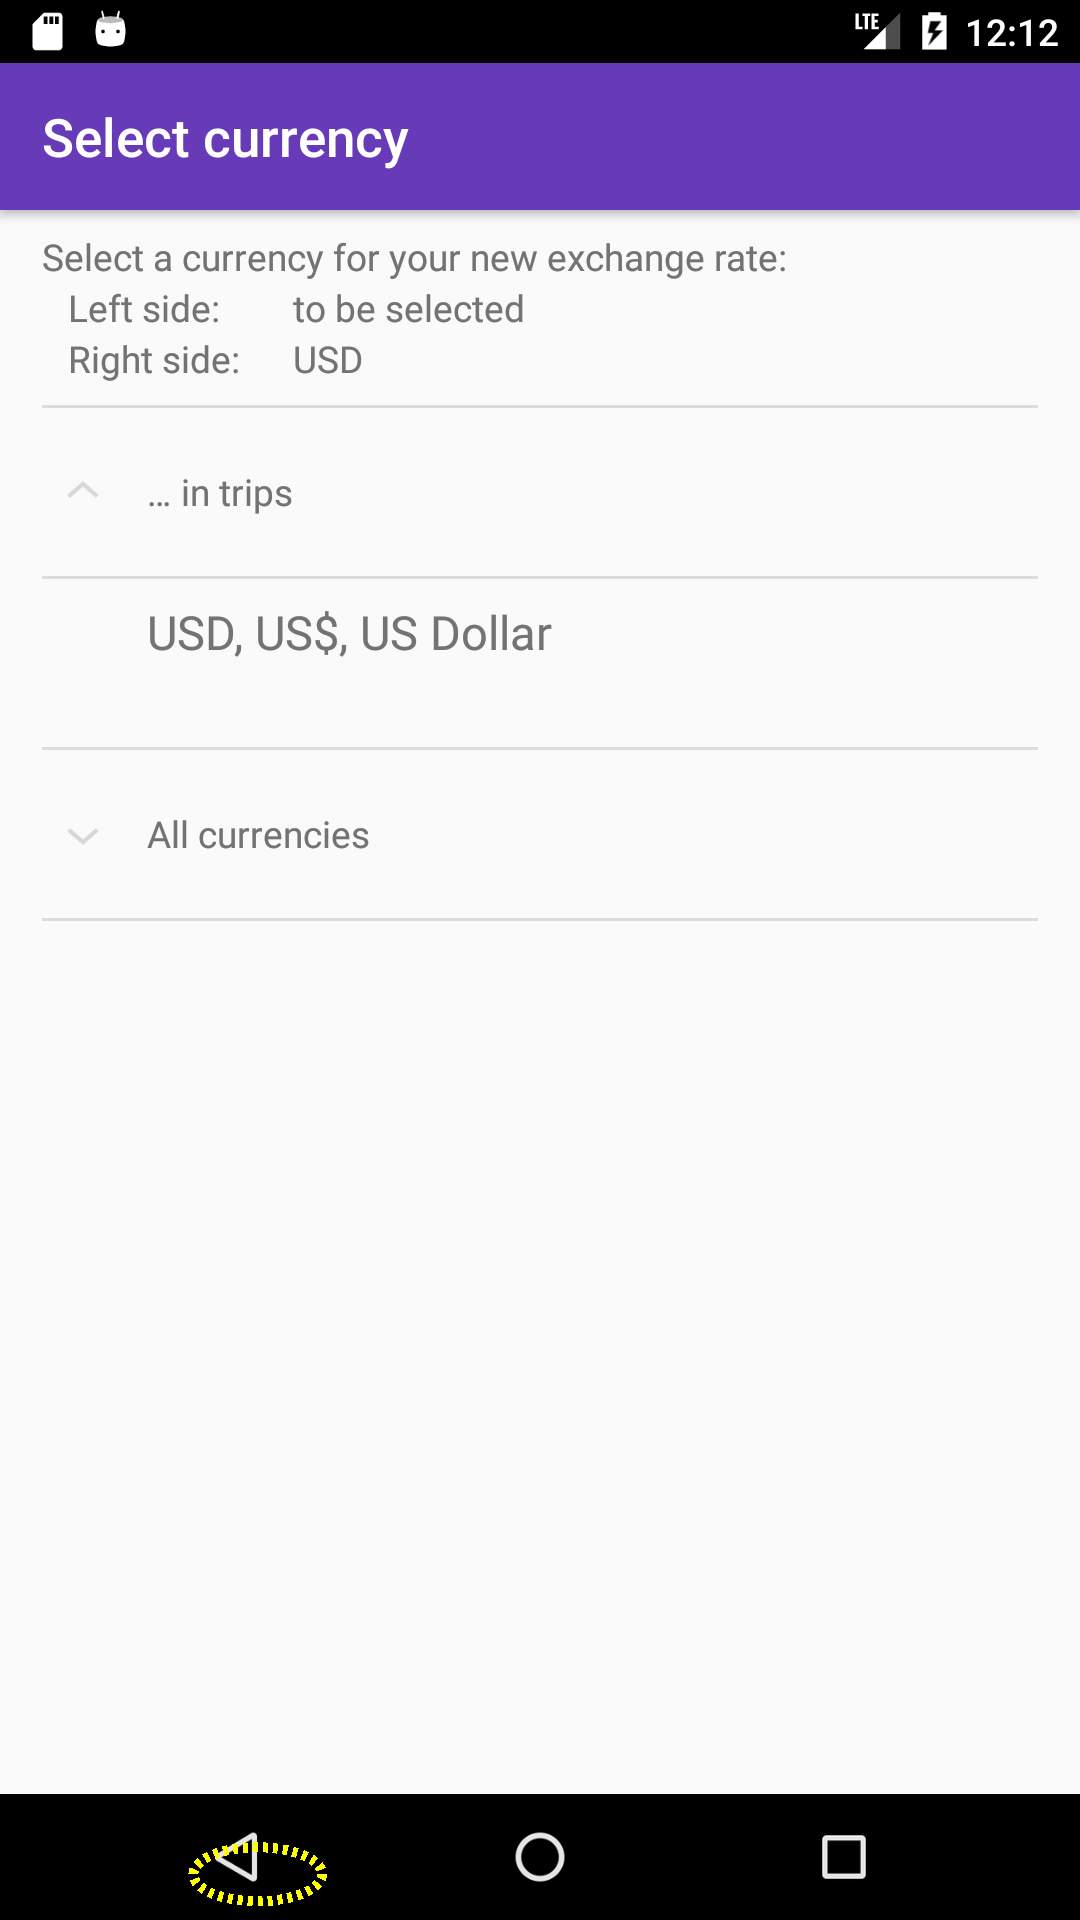 LTE 12:12
Select currency
Select a currency for your new exchange rate:
Left side: to be selected
Right side: USD
... in trips
USD, US$, US Dollar
All currencies